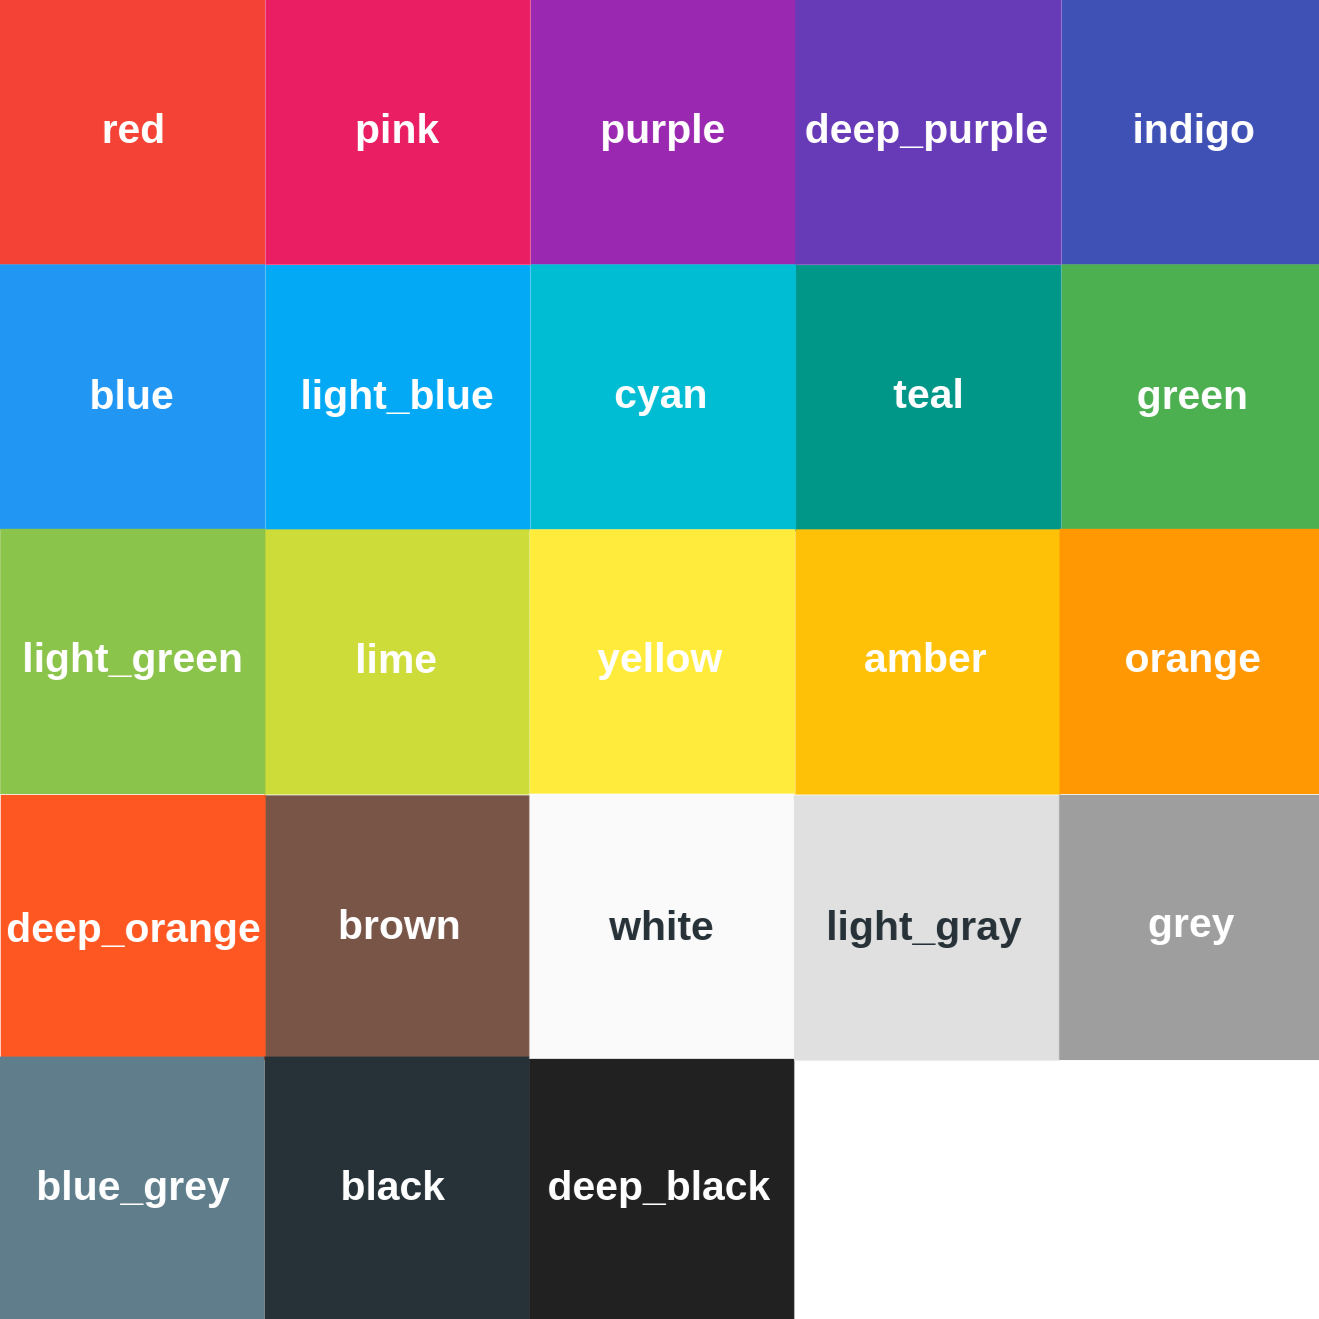 red
pink
purple
deep_purple
indigo
blue
light_blue
cyan
teal
green
light_green
lime
yellow
amber
orange
deep_orange
brown
white
light_gray
grey
blue_grey
black
deep_black